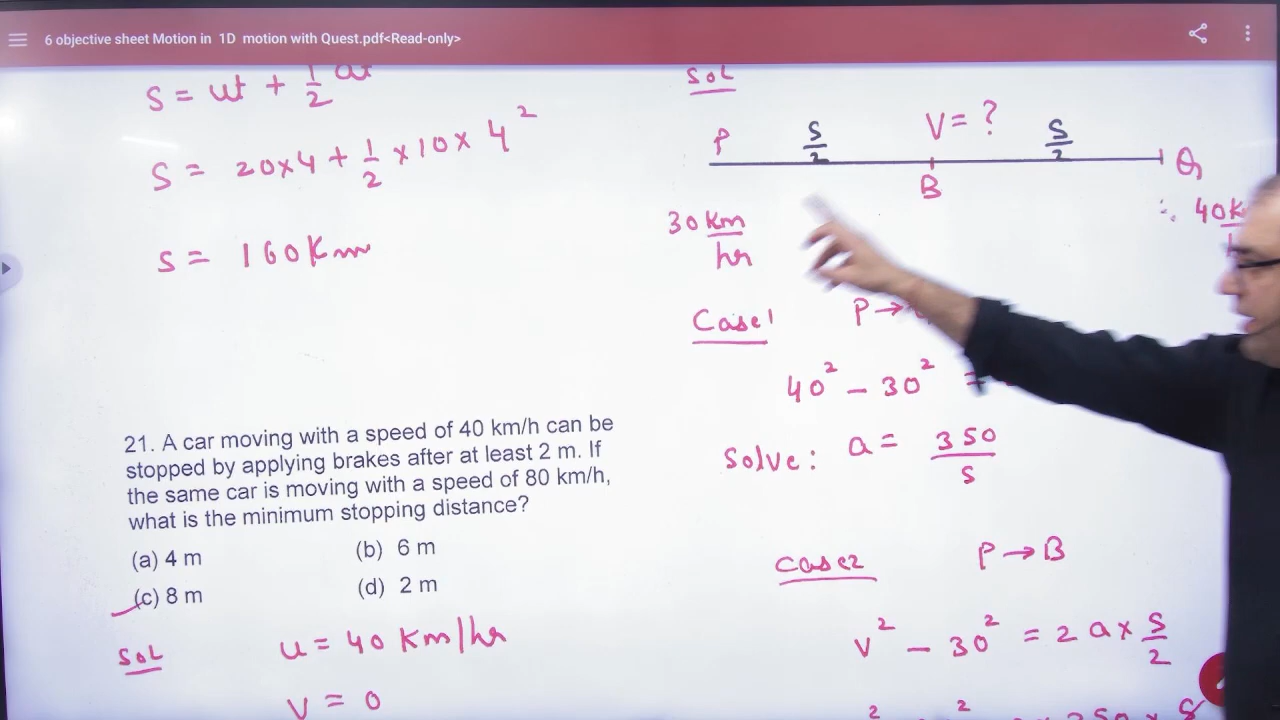 6 objective sheet Motion in 1D motion with Quest.pdf<Read-only>
S = ut + 1/2 at
S = 20×4 + 1/2 × 10 × 4²
S = 160 Km
21. A car moving with a speed of 40 km/h can be
stopped by applying brakes after at least 2 m. If
the same car is moving with a speed of 80 km/h,
what is the minimum stopping distance?
(a) 4 m (b) 6 m
(c) 8 m (d) 2 m
SOL
u = 40 Km/hr
V = 0
SOL
P S/2 V = ? S/2 Q
B
30 Km/hr ∴ 40
Case1 P →
40² − 30² =
Solve: a = 350/S
Case2 P → B
V² − 30² = 2 a × S/2